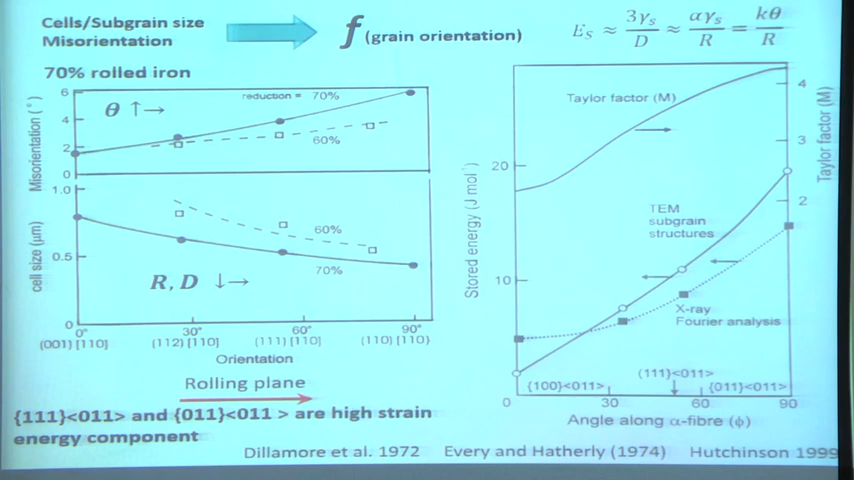 Cells/Subgrain size
Misorientation
f (grain orientation)
E_S ≈ 3γ_s/D ≈ αγ_s/R = kθ/R
70% rolled iron
Misorientation (°)
6
4
2
0
θ ↑→
reduction = 70%
60%
cell size (μm)
1.0
0.5
0
60%
70%
R, D ↓→
0° 30° 60° 90°
(001) [110] (112) [110] (111) [110] (110) [110]
Orientation
Rolling plane
{111}<011> and {011}<011 > are high strain
energy component
Stored energy (J mol⁻¹)
20
10
Taylor factor (M)
4
3
2
Taylor factor (M)
TEM
subgrain
structures
X-ray
Fourier analysis
(111}<011>
{100}<011>
{011}<011>
0 30 60 90
Angle along α-fibre (ϕ)
Dillamore et al. 1972 Every and Hatherly (1974) Hutchinson 1999